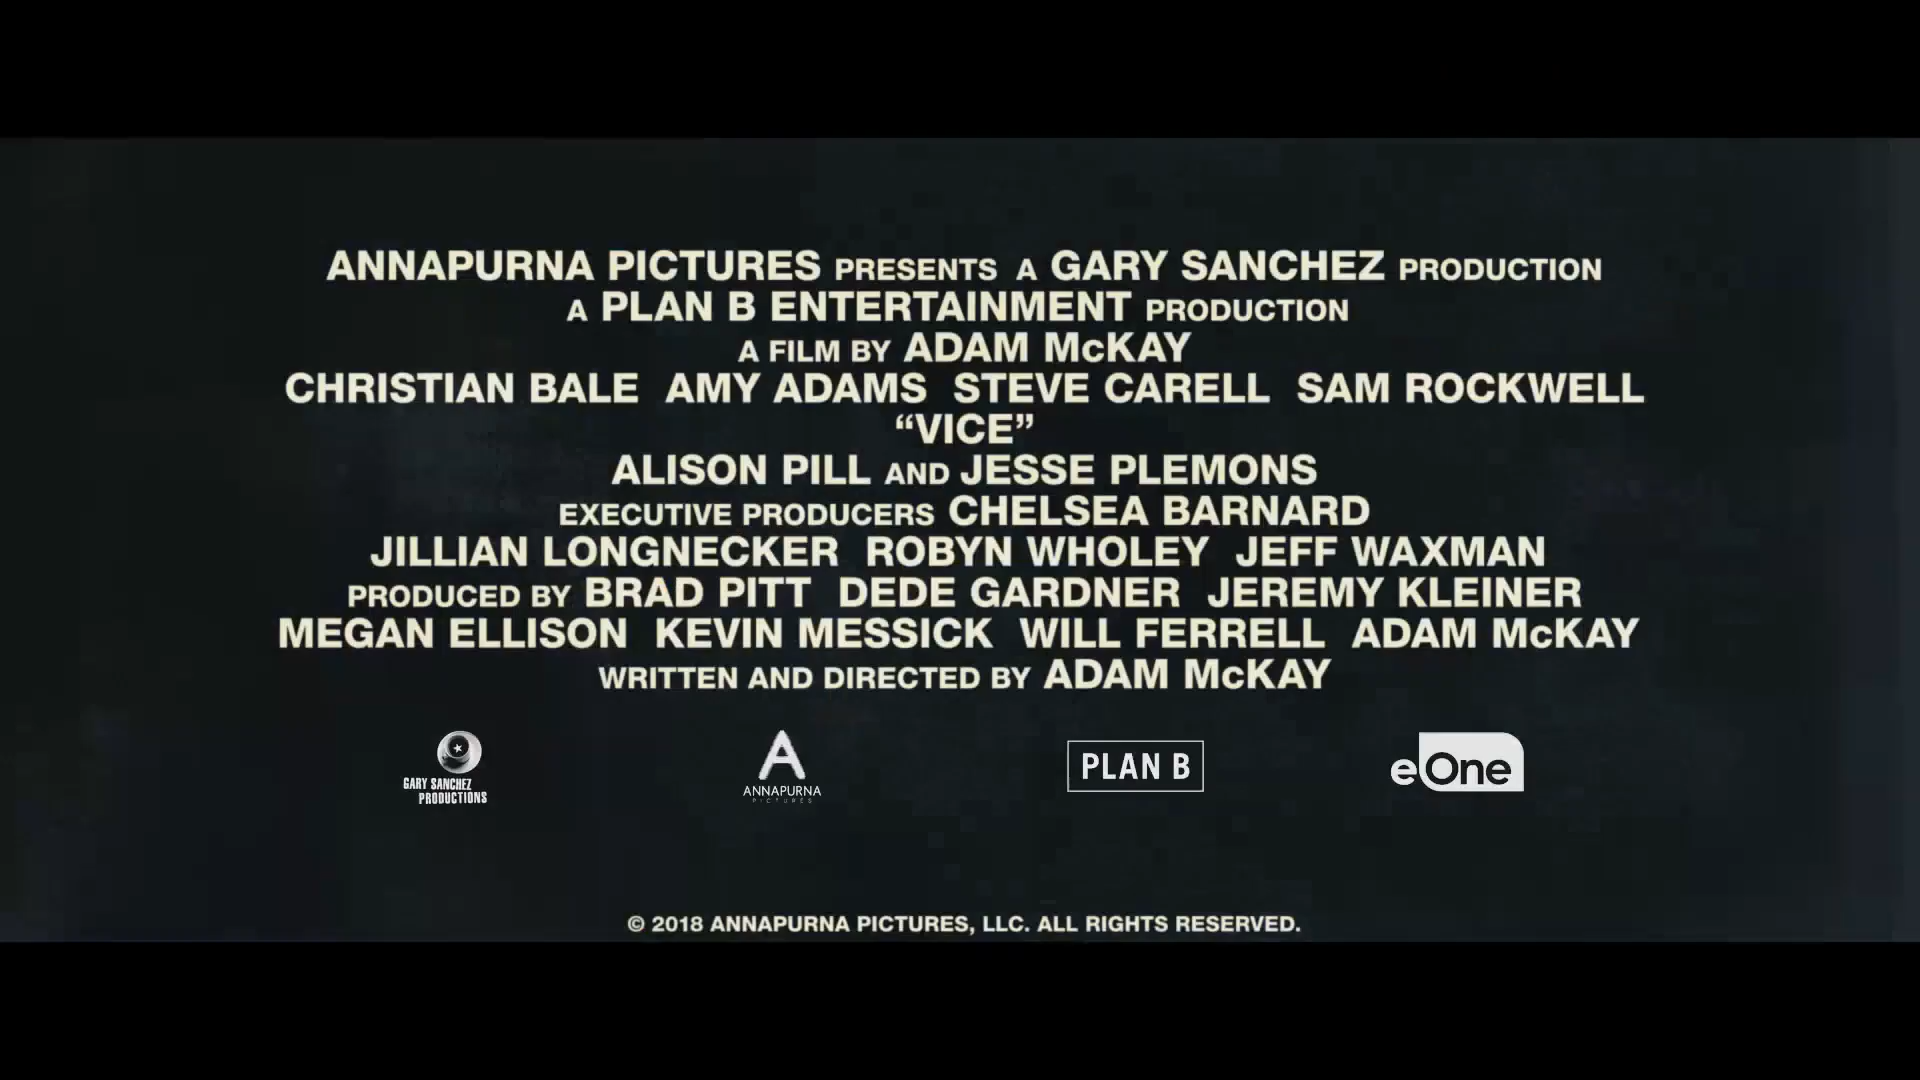 ANNAPURNA PICTURES PRESENTS A GARY SANCHEZ PRODUCTION
A PLAN B ENTERTAINMENT PRODUCTION
A FILM BY ADAM McKAY
CHRISTIAN BALE AMY ADAMS STEVE CARELL SAM ROCKWELL
“VICE”
ALISON PILL AND JESSE PLEMONS
EXECUTIVE PRODUCERS CHELSEA BARNARD
JILLIAN LONGNECKER ROBYN WHOLEY JEFF WAXMAN
PRODUCED BY BRAD PITT DEDE GARDNER JEREMY KLEINER
MEGAN ELLISON KEVIN MESSICK WILL FERRELL ADAM McKAY
WRITTEN AND DIRECTED BY ADAM McKAY
GARY SANCHEZ
PRODUCTIONS
A
ANNAPURNA
PICTURES
PLAN B
eOne
© 2018 ANNAPURNA PICTURES, LLC. ALL RIGHTS RESERVED.